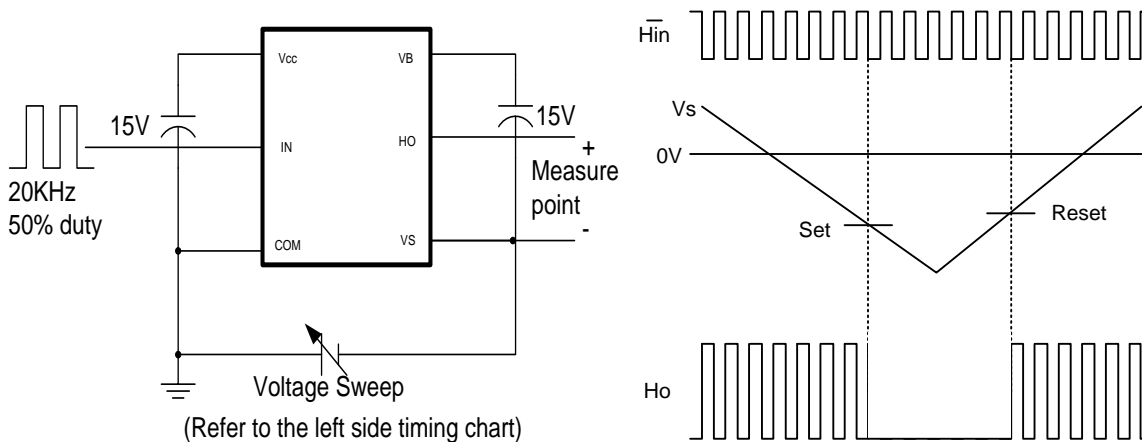 Vcc
VB
15V
15V
IN
HO
+
Measure
point
-
20KHz
50% duty
COM
VS
Voltage Sweep
(Refer to the left side timing chart)
Hin
Vs
0V
Set
Reset
Ho